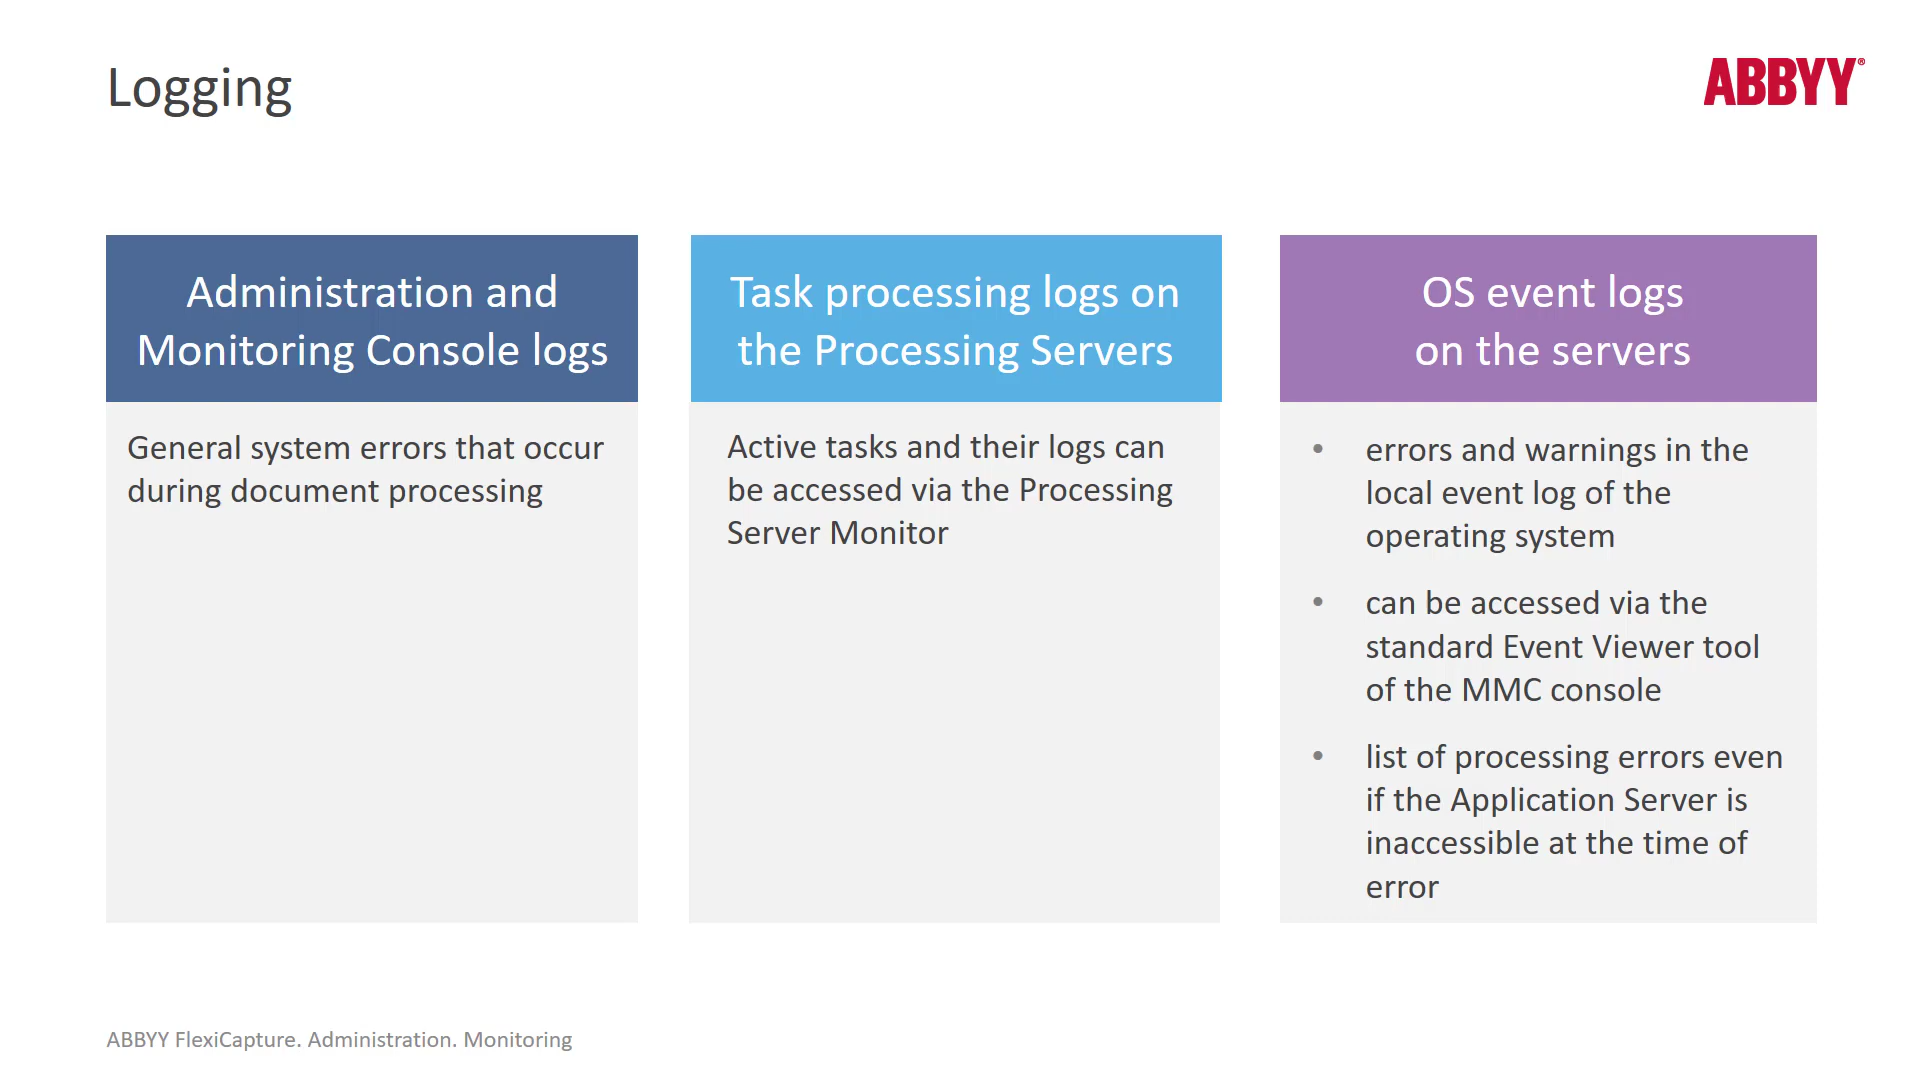 Logging
ABBYY®
Administration and
Monitoring Console logs
General system errors that occur
during document processing
Task processing logs on
the Processing Servers
Active tasks and their logs can
be accessed via the Processing
Server Monitor
OS event logs
on the servers
• errors and warnings in the
local event log of the
operating system
• can be accessed via the
standard Event Viewer tool
of the MMC console
• list of processing errors even
if the Application Server is
inaccessible at the time of
error
ABBYY FlexiCapture. Administration. Monitoring